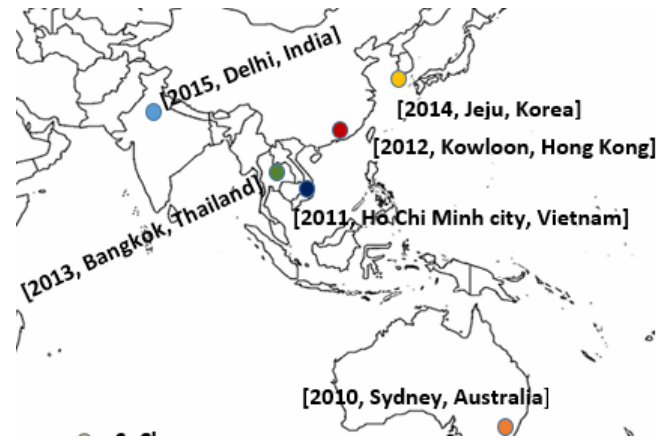 [2015, Delhi, India]
[2014, Jeju, Korea]
[2012, Kowloon, Hong Kong]
[2013, Bangkok, Thailand]
[2011, Ho Chi Minh city, Vietnam]
[2010, Sydney, Australia]